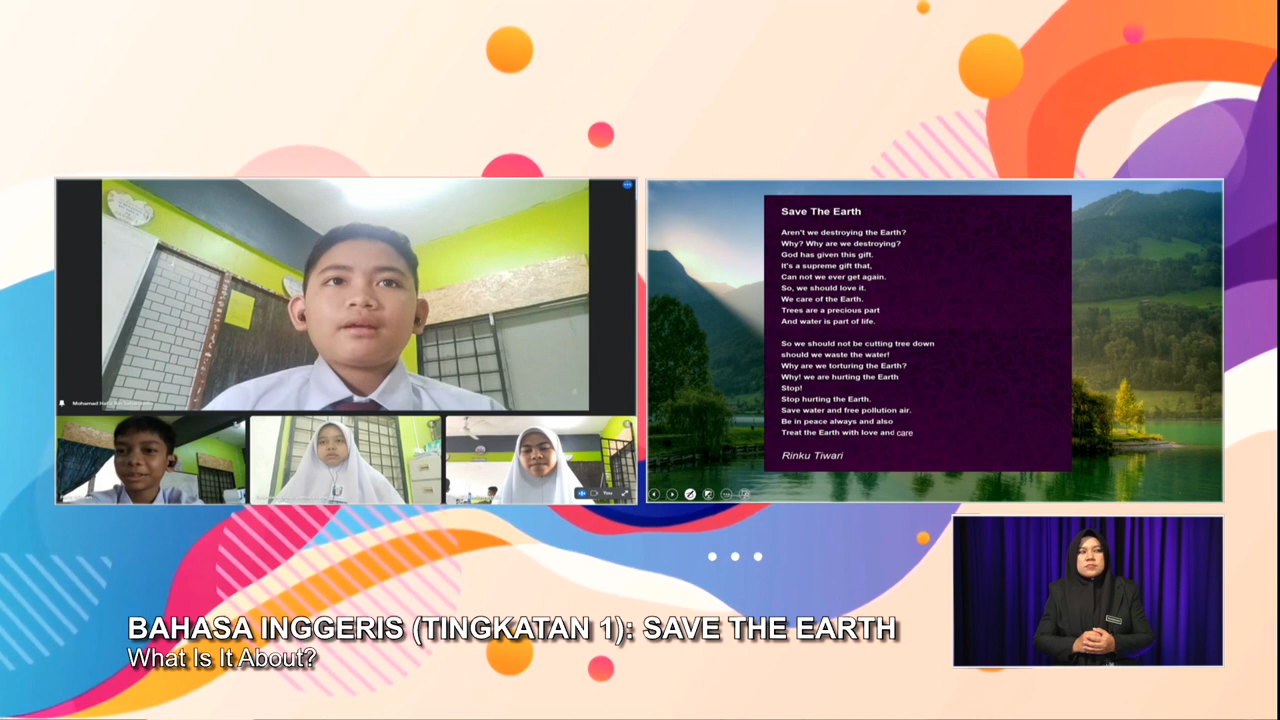 Save The Earth
Aren't we destroying the Earth?
Why? Why are we destroying?
God has given this gift.
It's a supreme gift that,
Can not we ever get again.
So, we should love it.
We care of the Earth.
Trees are a precious part
And water is part of life.
So we should not be cutting tree down
should we waste the water!
Why are we torturing the Earth?
Why! we are hurting the Earth
Stop!
Stop hurting the Earth.
Save water and free pollution air.
Be in peace always and also
Treat the Earth with love and care
Rinku Tiwari
Mohamed
You
BAHASA INGGERIS (TINGKATAN 1): SAVE THE EARTH
What Is It About?